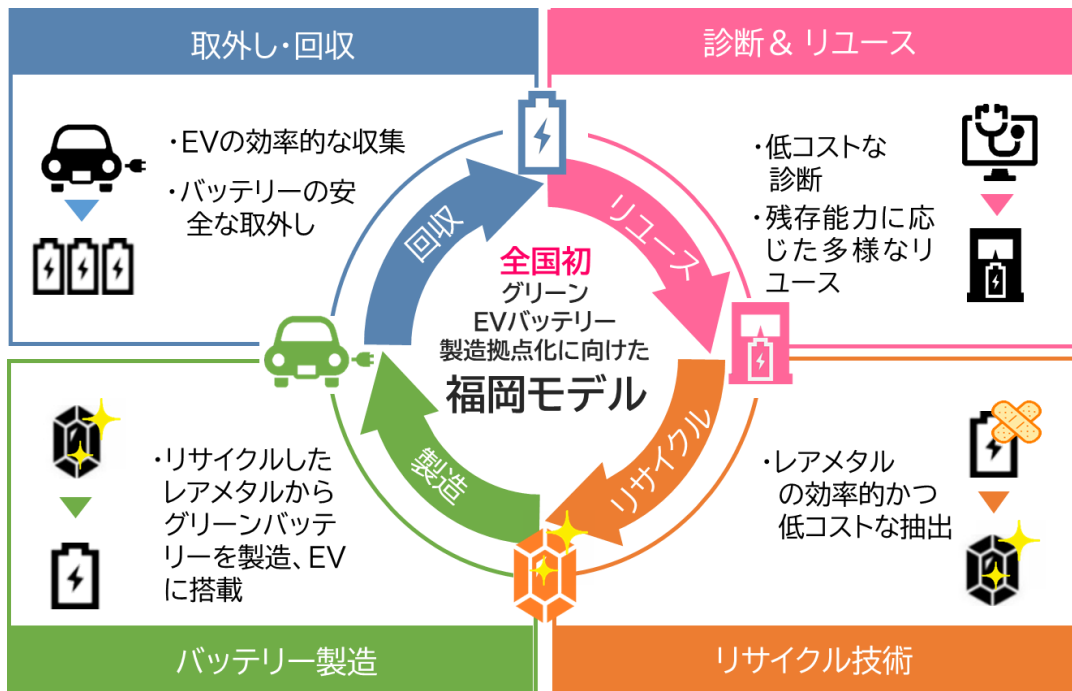 取外し・回収
・EVの効率的な収集
・バッテリーの安
全な取外し
診断& リユース
・低コストな
診断
・残存能力に応
じた多様なリ
ユース
回収
リユース
リサイクル
製造
全国初
グリーン
EVバッテリー
製造拠点化に向けた
福岡モデル
・リサイクルした
レアメタルから
グリーンバッテ
リーを製造、EV
に搭載
バッテリー製造
・レアメタル
の効率的かつ
低コストな抽出
リサイクル技術